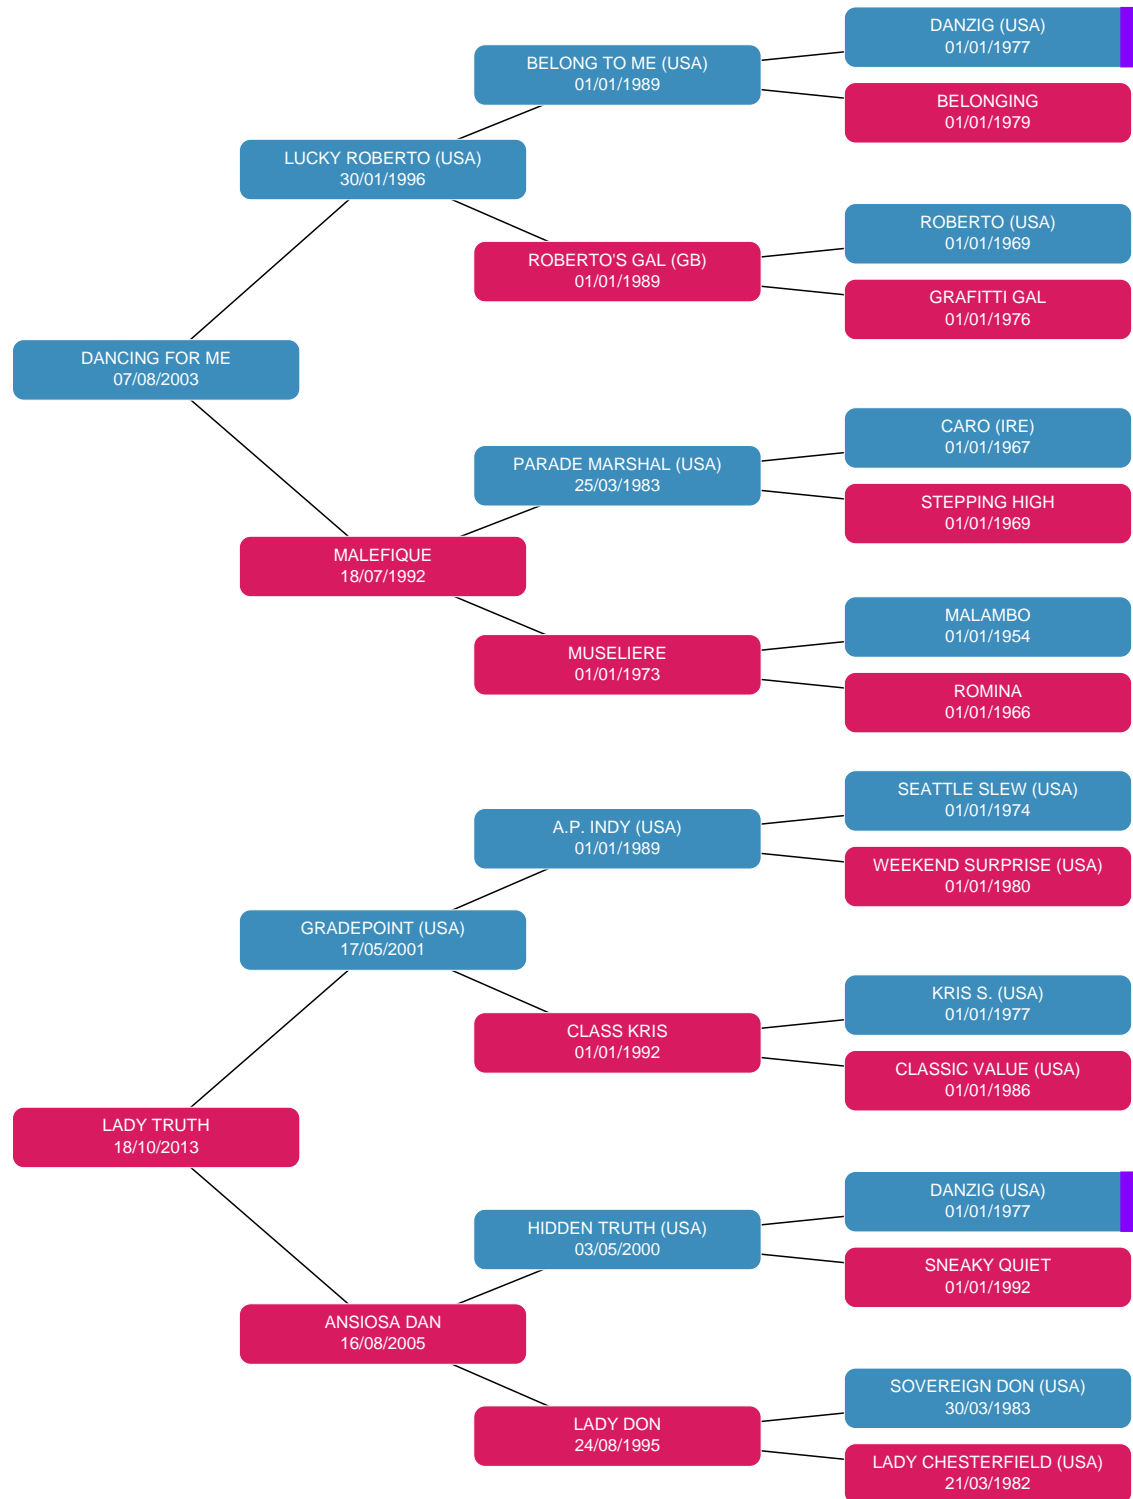 DANZIG (USA)
01/01/1977
BELONG TO ME (USA)
01/01/1989
BELONGING
01/01/1979
LUCKY ROBERTO (USA)
30/01/1996
ROBERTO (USA)
01/01/1969
ROBERTO'S GAL (GB)
01/01/1989
GRAFITTI GAL
01/01/1976
DANCING FOR ME
07/08/2003
CARO (IRE)
01/01/1967
PARADE MARSHAL (USA)
25/03/1983
STEPPING HIGH
01/01/1969
MALEFIQUE
18/07/1992
MALAMBO
01/01/1954
MUSELIERE
01/01/1973
ROMINA
01/01/1966
SEATTLE SLEW (USA)
01/01/1974
A.P. INDY (USA)
01/01/1989
WEEKEND SURPRISE (USA)
01/01/1980
GRADEPOINT (USA)
17/05/2001
KRIS S. (USA)
01/01/1977
CLASS KRIS
01/01/1992
CLASSIC VALUE (USA)
01/01/1986
LADY TRUTH
18/10/2013
DANZIG (USA)
01/01/1977
HIDDEN TRUTH (USA)
03/05/2000
SNEAKY QUIET
01/01/1992
ANSIOSA DAN
16/08/2005
SOVEREIGN DON (USA)
30/03/1983
LADY DON
24/08/1995
LADY CHESTERFIELD (USA)
21/03/1982